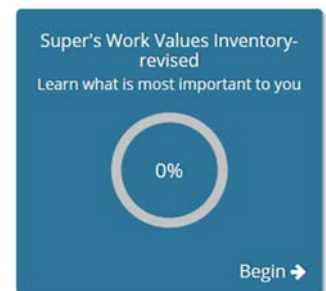 Super's Work Values Inventory-
revised
Learn what is most important to you
0%
Begin →